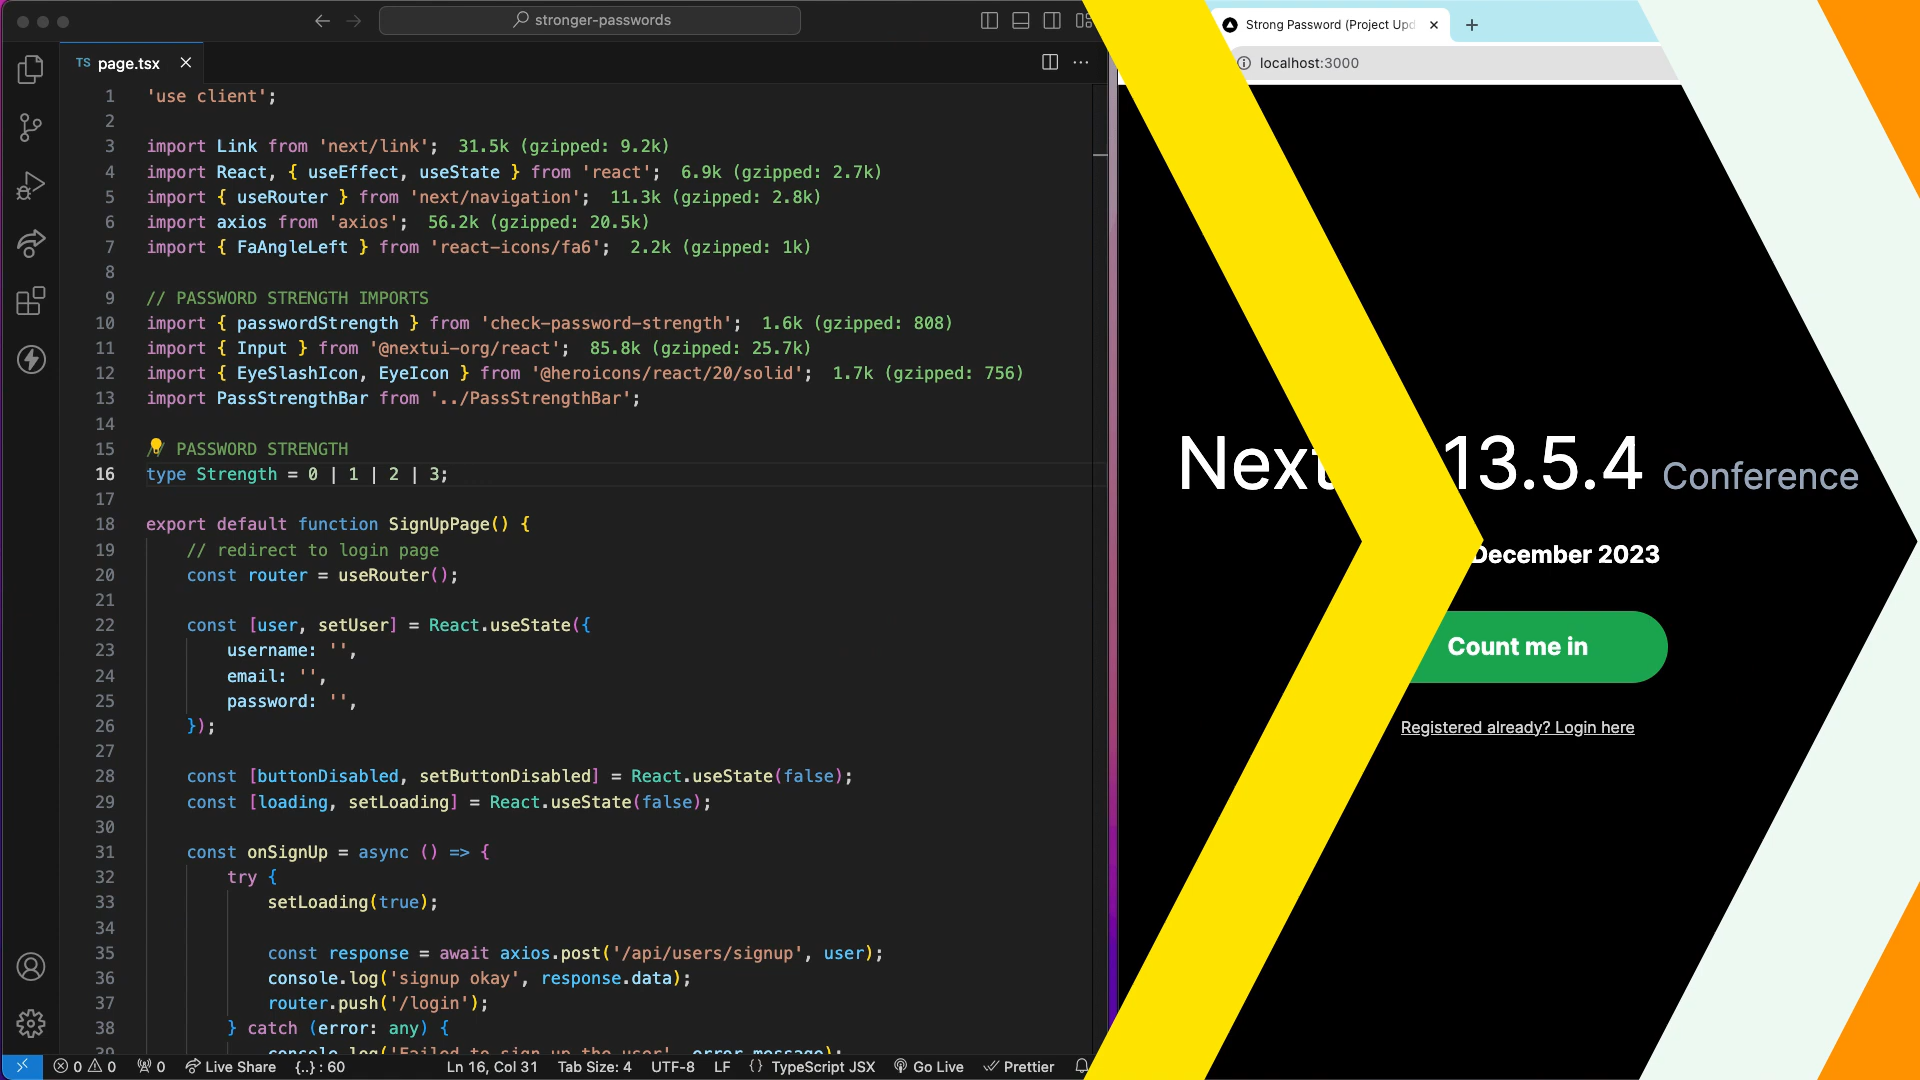 stronger-passwords
TS page.tsx
1 'use client';
2
3 import Link from 'next/link'; 31.5k (gzipped: 9.2k)
4 import React, { useEffect, useState } from 'react'; 6.9k (gzipped: 2.7k)
5 import { useRouter } from 'next/navigation'; 11.3k (gzipped: 2.8k)
6 import axios from 'axios'; 56.2k (gzipped: 20.5k)
7 import { FaAngleLeft } from 'react-icons/fa6'; 2.2k (gzipped: 1k)
8
9 // PASSWORD STRENGTH IMPORTS
10 import { passwordStrength } from 'check-password-strength'; 1.6k (gzipped: 808)
11 import { Input } from '@nextui-org/react'; 85.8k (gzipped: 25.7k)
12 import { EyeSlashIcon, EyeIcon } from '@heroicons/react/20/solid'; 1.7k (gzipped: 756)
13 import PassStrengthBar from '../PassStrengthBar';
14
15 // PASSWORD STRENGTH
16 type Strength = 0 | 1 | 2 | 3;
17
18 export default function SignUpPage() {
19 // redirect to login page
20 const router = useRouter();
21
22 const [user, setUser] = React.useState({
23 username: '',
24 email: '',
25 password: '',
26 });
27
28 const [buttonDisabled, setButtonDisabled] = React.useState(false);
29 const [loading, setLoading] = React.useState(false);
30
31 const onSignUp = async () => {
32 try {
33 setLoading(true);
34
35 const response = await axios.post('/api/users/signup', user);
36 console.log('signup okay', response.data);
37 router.push('/login');
38 } catch (error: any) {
39 console.log('Failed to sign up the user', error.message);
0 0 0 Live Share {..} : 60 Ln 16, Col 31 Tab Size: 4 UTF-8 LF {} TypeScript JSX Go Live Prettier
Strong Password (Project Upd
localhost:3000
Next 13.5.4 Conference
December 2023
Count me in
Registered already? Login here